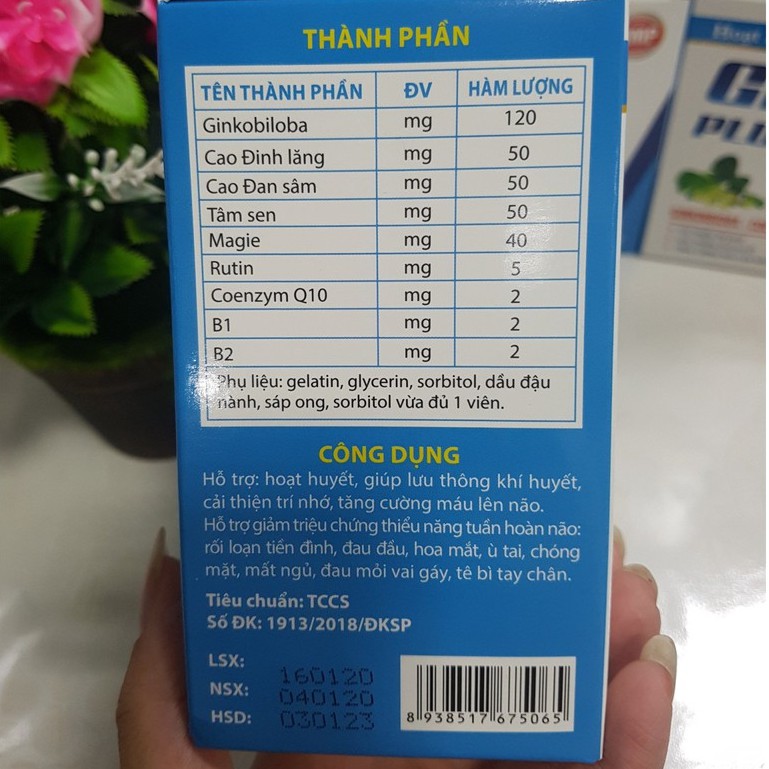 THÀNH PHẦN
TÊN THÀNH PHẦN ĐV HÀM LƯỢNG
Ginkobiloba mg 120
Cao Đinh lăng mg 50
Cao Đan sâm mg 50
Tâm sen mg 50
Magie mg 40
Rutin mg 5
Coenzym Q10 mg 2
B1 mg 2
B2 mg 2
Phụ liệu: gelatin, glycerin, sorbitol, dầu đậu
nành, sáp ong, sorbitol vừa đủ 1 viên.
CÔNG DỤNG
Hỗ trợ: hoạt huyết, giúp lưu thông khí huyết,
cải thiện trí nhớ, tăng cường máu lên não.
Hỗ trợ giảm triệu chứng thiểu năng tuần hoàn não:
rối loạn tiền đình, đau đầu, hoa mắt, ù tai, chóng
mặt, mất ngủ, đau mỏi vai gáy, tê bì tay chân.
Tiêu chuẩn: TCCS
Số ĐK: 1913/2018/ĐKSP
LSX: 160120
NSX: 040120
HSD: 030123
8 938517 675065